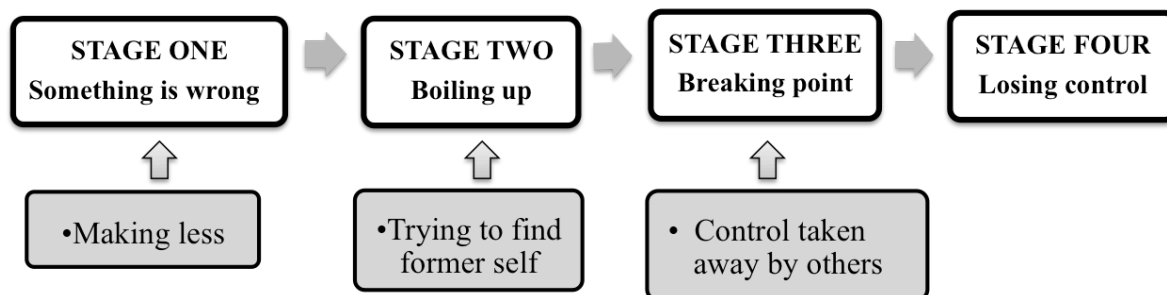 STAGE ONE
Something is wrong
STAGE TWO
Boiling up
STAGE THREE
Breaking point
STAGE FOUR
Losing control
•Making less
•Trying to find
former self
• Control taken
away by others